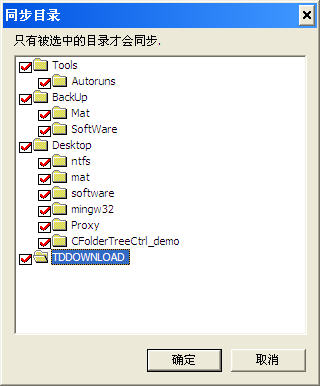 同步目录
只有被选中的目录才会同步.
Tools
Autoruns
BackUp
Mat
SoftWare
Desktop
ntfs
mat
software
mingw32
Proxy
CFolderTreeCtrl_demo
TDDOWNLOAD
确定 取消